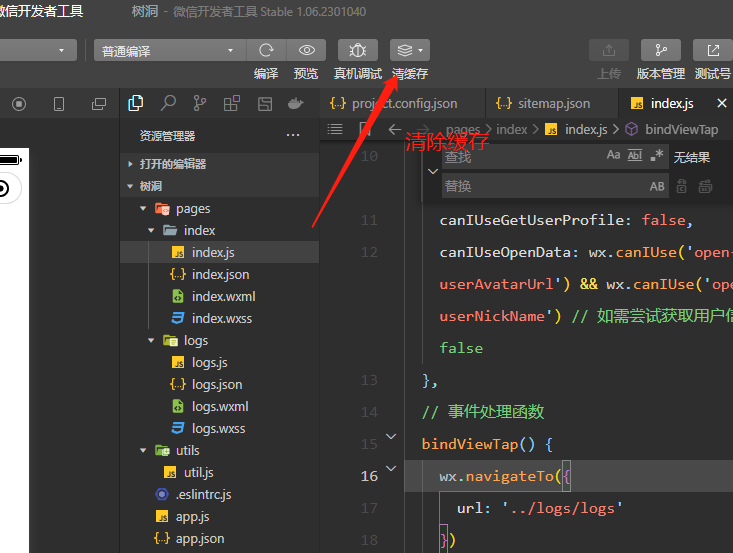 微信开发者工具 树洞 - 微信开发者工具 Stable 1.06.2301040
普通编译
编译 预览 真机调试 清缓存 上传 版本管理 测试号
project.config.json sitemap.json index.js
资源管理器
打开的编辑器
树洞
pages
index
index.js
index.json
index.wxml
index.wxss
logs
logs.js
logs.json
logs.wxml
logs.wxss
utils
util.js
.eslintrc.js
app.js
app.json
pages > index > index.js > bindViewTap
清除缓存
查找 Aa Abl .* 无结果
替换 AB
10
11 canIUseGetUserProfile: false,
12 canIUseOpenData: wx.canIUse('open-
userAvatarUrl') && wx.canIUse('ope
userNickName') // 如需尝试获取用户信
false
13 },
14 // 事件处理函数
15 bindViewTap() {
16 wx.navigateTo({
17 url: '../logs/logs'
18 })